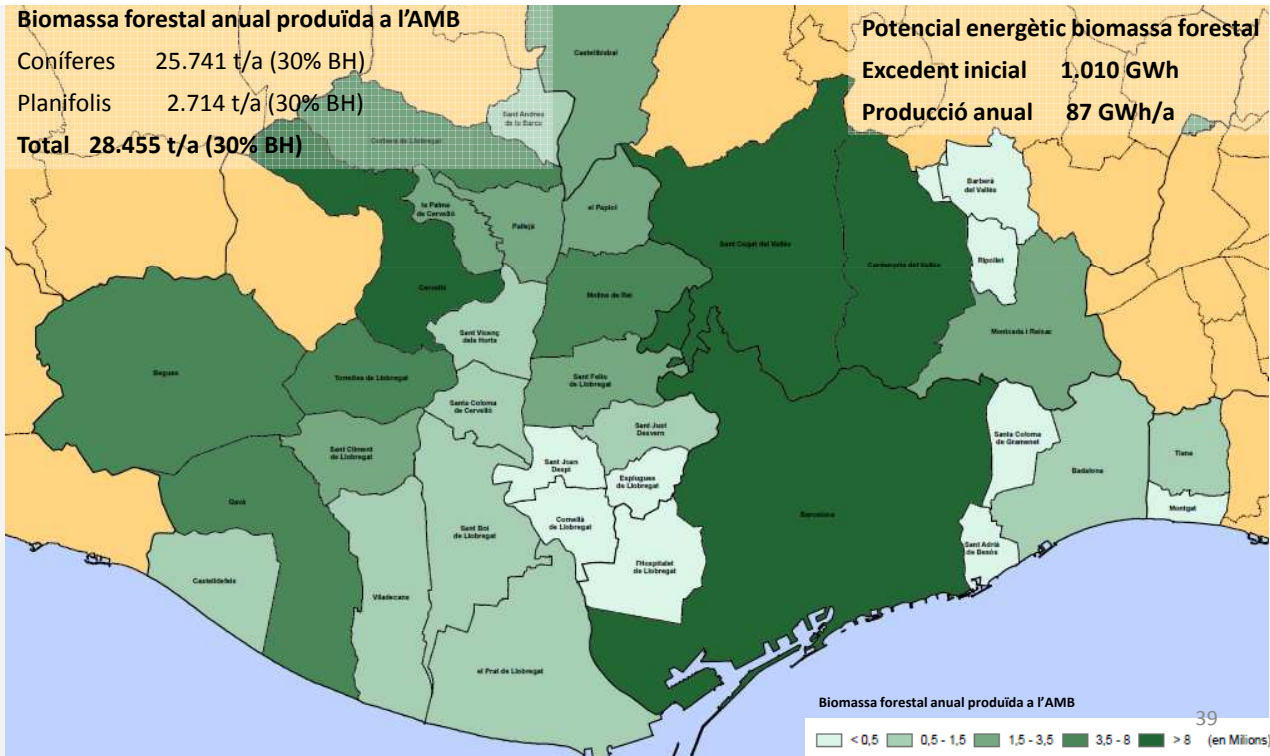 Biomassa forestal anual produïda a l’AMB
Coníferes 25.741 t/a (30% BH)
Planifolis 2.714 t/a (30% BH)
Total 28.455 t/a (30% BH)
Potencial energètic biomassa forestal
Excedent inicial 1.010 GWh
Producció anual 87 GWh/a
Castellbisbal
Sant Andreu
de la Barca
Corbera de Llobregat
la Palma
de Cervelló
Pallejà
el Papiol
Barberà
del Vallès
Sant Cugat del Vallès
Cerdanyola del Vallès
Ripollet
Cervelló
Molins de Rei
Montcada i Reixac
Sant Vicenç
dels Horts
Begues
Torrelles de Llobregat
Sant Feliu
de Llobregat
Santa Coloma
de Cervelló
Sant Just
Desvern
Santa Coloma
de Gramenet
Sant Climent
de Llobregat
Sant Joan
Despí
Esplugues
de Llobregat
Badalona
Tiana
Montgat
Gavà
Sant Boi
de Llobregat
Cornellà
de Llobregat
Barcelona
l'Hospitalet
de Llobregat
Sant Adrià
de Besòs
Castelldefels
Viladecans
el Prat de Llobregat
Biomassa forestal anual produïda a l’AMB
39
< 0,5 0,5 - 1,5 1,5 - 3,5 3,5 - 8 > 8 (en Milions)